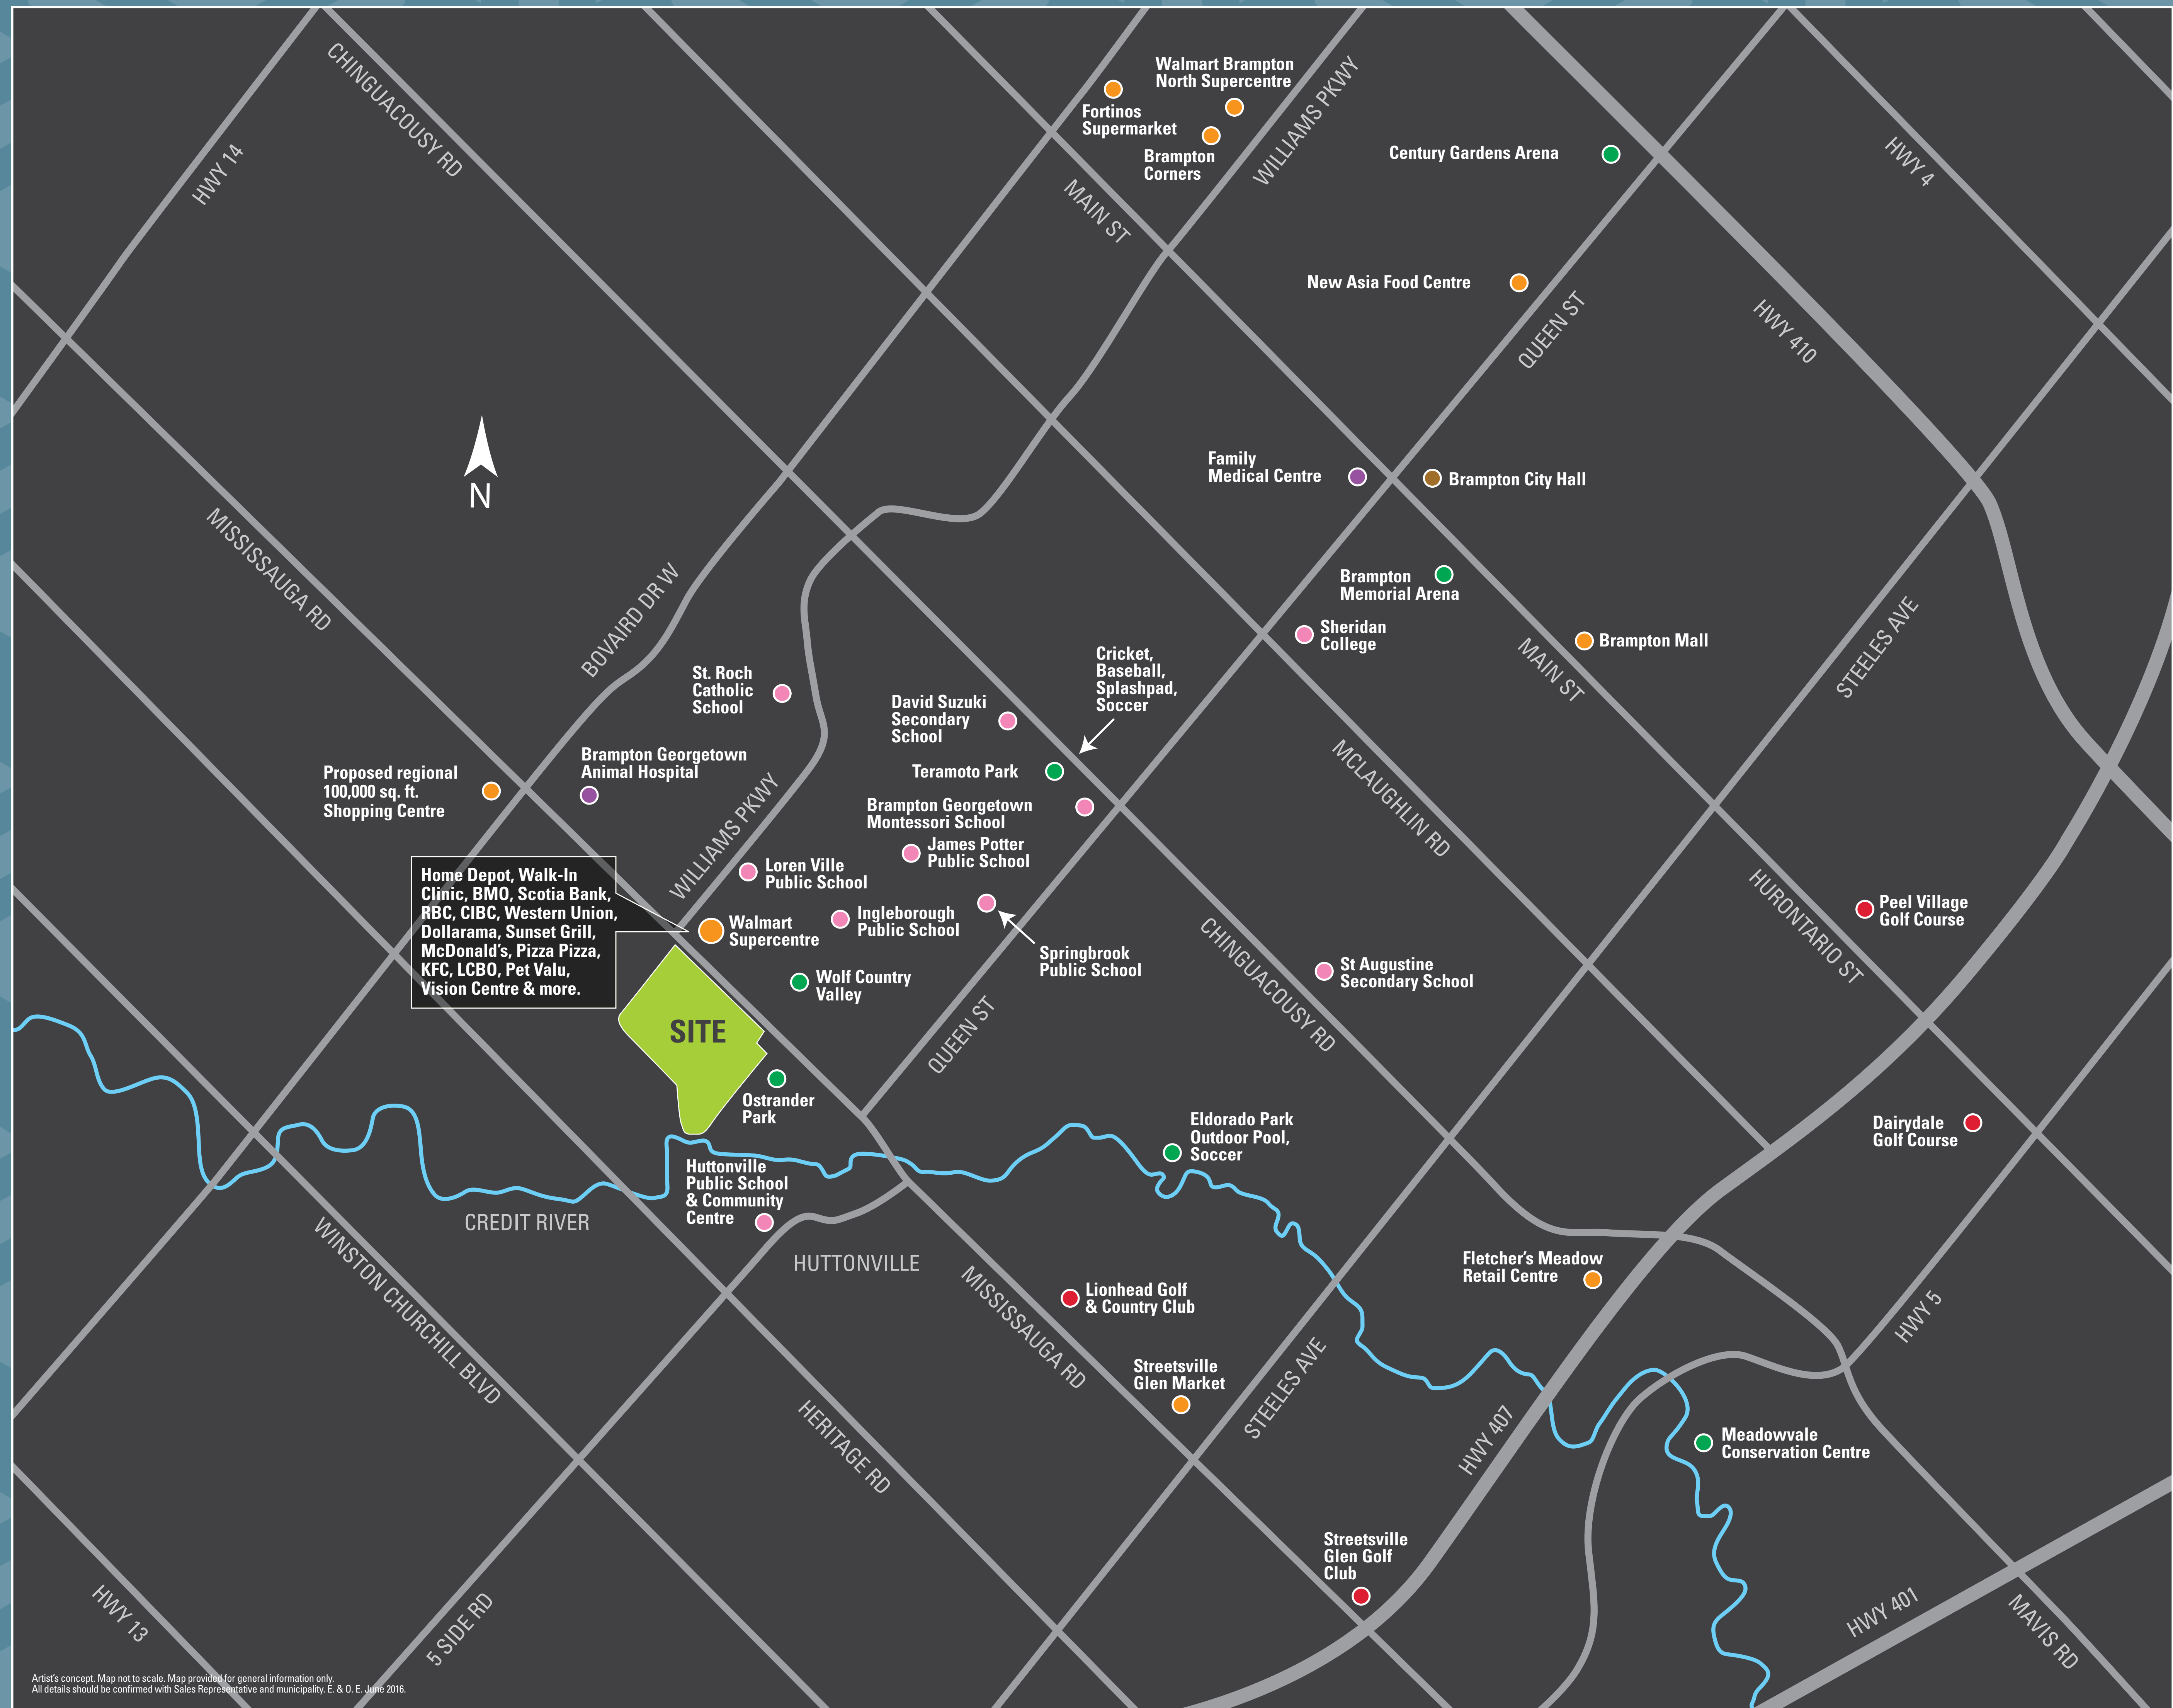 Walmart Brampton
North Supercentre
Fortinos
Supermarket
Brampton
Corners
WILLIAMS PKWY
CHINGUACOUSY RD
HWY 14
MAIN ST
Century Gardens Arena
HWY 4
New Asia Food Centre
QUEEN ST
HWY 410
N
Family
Medical Centre
Brampton City Hall
MISSISSAUGA RD
BOVAIRD DR W
Brampton
Memorial Arena
Sheridan
College
Brampton Mall
MAIN ST
STEELES AVE
Cricket,
Baseball,
Splashpad,
Soccer
St. Roch
Catholic
School
David Suzuki
Secondary
School
Teramoto Park
Brampton Georgetown
Animal Hospital
Proposed regional
100,000 sq. ft.
Shopping Centre
WILLIAMS PKWY
Brampton Georgetown
Montessori School
James Potter
Public School
MCLAUGHLIN RD
Loren Ville
Public School
Home Depot, Walk-In
Clinic, BMO, Scotia Bank,
RBC, CIBC, Western Union,
Dollarama, Sunset Grill,
McDonald's, Pizza Pizza,
KFC, LCBO, Pet Valu,
Vision Centre & more.
Walmart
Supercentre
Ingleborough
Public School
Springbrook
Public School
HURONTARIO ST
Peel Village
Golf Course
CHINGUACOUSY RD
St Augustine
Secondary School
Wolf Country
Valley
SITE
QUEEN ST
Ostrander
Park
Eldorado Park
Outdoor Pool,
Soccer
Dairydale
Golf Course
Huttonville
Public School
& Community
Centre
CREDIT RIVER
HUTTONVILLE
WINSTON CHURCHILL BLVD
MISSISSAUGA RD
Lionhead Golf
& Country Club
Fletcher's Meadow
Retail Centre
HWY 5
Streetsville
Glen Market
STEELES AVE
HERITAGE RD
HWY 407
Meadowvale
Conservation Centre
Streetsville
Glen Golf
Club
HWY 13
5 SIDE RD
HWY 401
MAVIS RD
Artist's concept. Map not to scale. Map provided for general information only.
All details should be confirmed with Sales Representative and municipality. E. & O. E. June 2016.